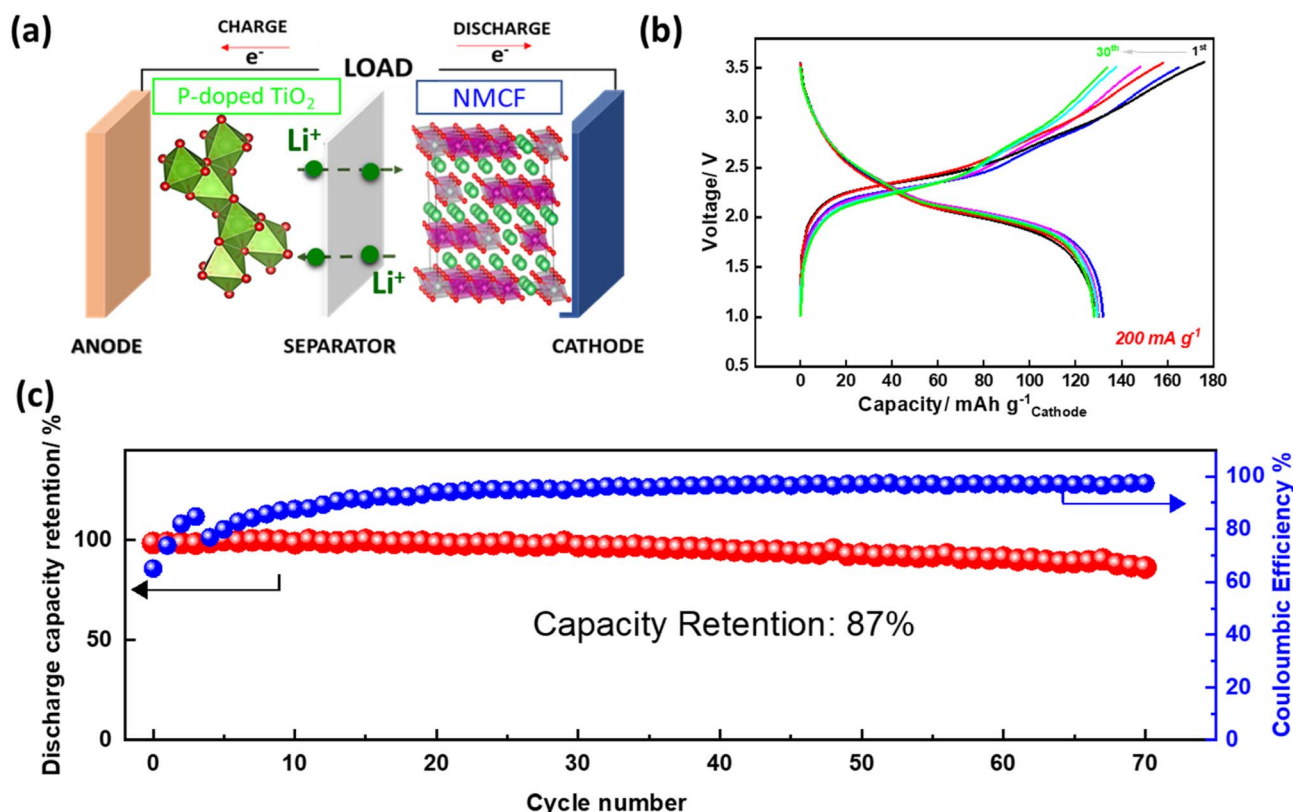 (a)
CHARGE
e⁻
DISCHARGE
e⁻
LOAD
P-doped TiO₂
NMCF
Li⁺
Li⁺
ANODE
SEPARATOR
CATHODE
(b)
30ᵗʰ
1ˢᵗ
3.5
3.0
2.5
2.0
1.5
1.0
0.5
Voltage/ V
200 mA g⁻¹
0 20 40 60 80 100 120 140 160 180
Capacity/ mAh g⁻¹Cathode
(c)
Discharge capacity retention/ %
100
50
0
Capacity Retention: 87%
100
80
60
40
20
0
Couloumbic Efficiency %
0 10 20 30 40 50 60 70
Cycle number